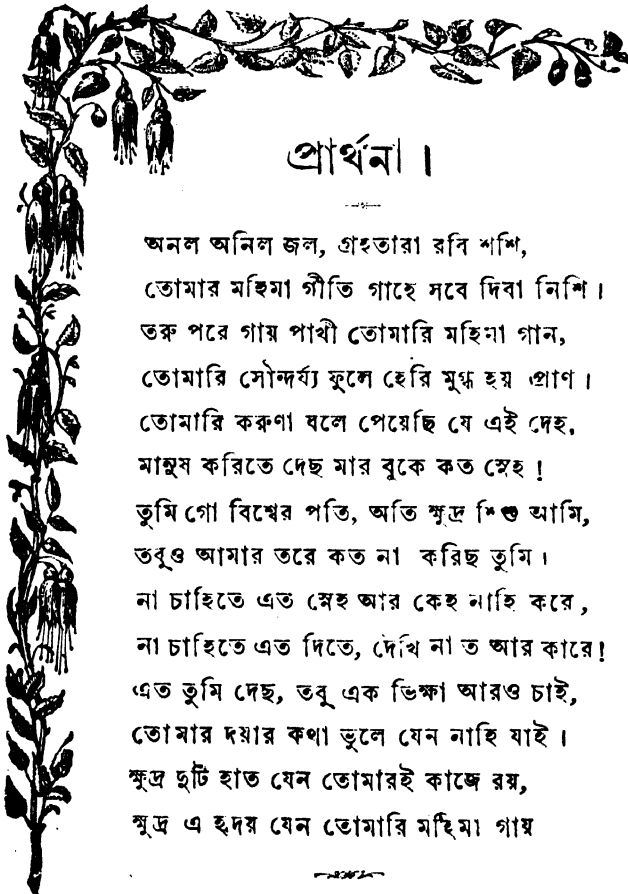 প্রার্থনা ।
অনল অনিল জল, গ্রহতারা রবি শশি,
তোমার মহিমা গীতি গাহে সবে দিবা নিশি ।
তরু পরে গায় পাখী তোমারি মহিমা গান,
তোমারি সৌন্দর্য্য ফুলে হেরি মুগ্ধ হয় প্রাণ ।
তোমারি করুণা বলে পেয়েছি যে এই দেহ,
মানুষ করিতে দেছ মার বুকে কত স্নেহ !
তুমি গো বিশ্বের পতি, অতি ক্ষুদ্র শিশু আমি,
তবুও আমার তরে কত না করিছ তুমি ।
না চাহিতে এত স্নেহ আর কেহ নাহি করে,
না চাহিতে এত দিতে, দেখি না ত আর কারে!
এত তুমি দেছ, তবু এক ভিক্ষা আরও চাই,
তোমার দয়ার কথা ভুলে যেন নাহি যাই ।
ক্ষুদ্র দুটি হাত যেন তোমারই কাজে রয়,
ক্ষুদ্র এ হৃদয় যেন তোমারি মহিমা গায়